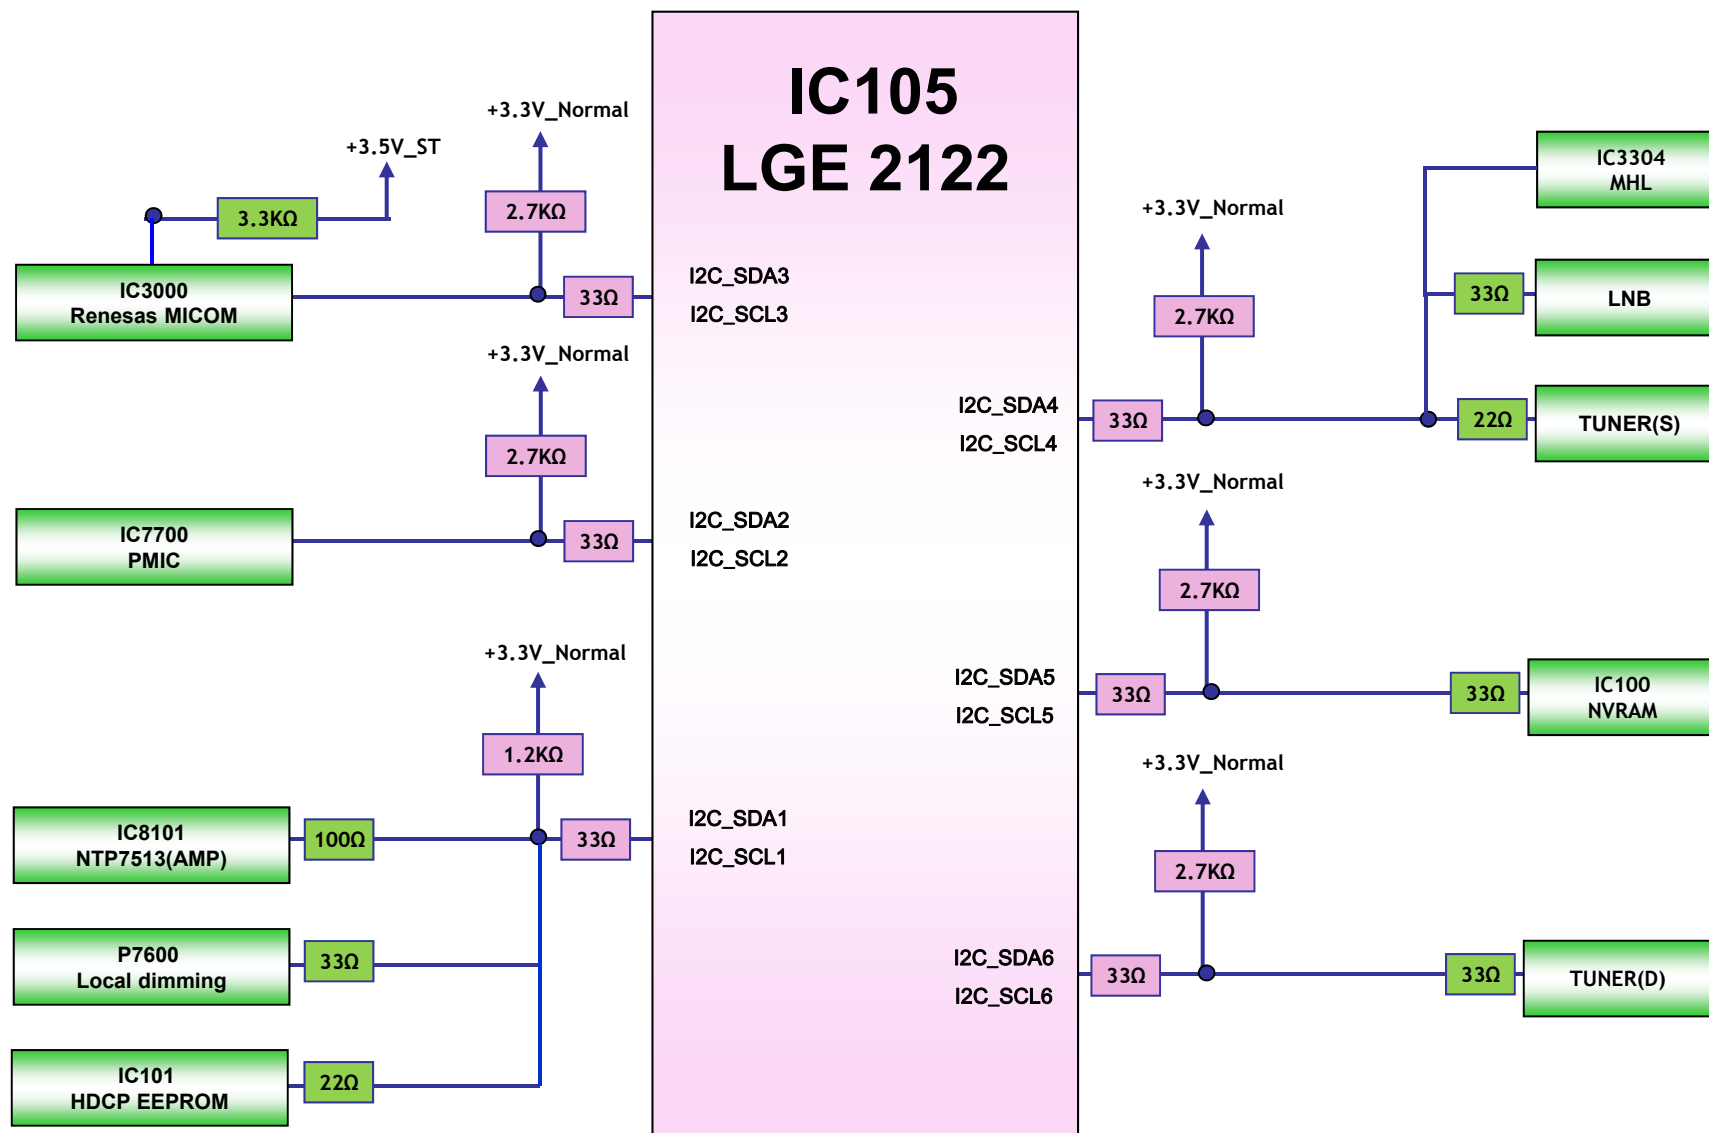 IC105
LGE 2122
+3.3V_Normal
+3.5V_ST
3.3KΩ
2.7KΩ
IC3000
Renesas MICOM
33Ω
I2C_SDA3
I2C_SCL3
+3.3V_Normal
2.7KΩ
IC7700
PMIC
33Ω
I2C_SDA2
I2C_SCL2
+3.3V_Normal
1.2KΩ
IC8101
NTP7513(AMP)
100Ω
33Ω
I2C_SDA1
I2C_SCL1
P7600
Local dimming
33Ω
IC101
HDCP EEPROM
22Ω
+3.3V_Normal
2.7KΩ
I2C_SDA4
I2C_SCL4
33Ω
IC3304
MHL
33Ω
LNB
22Ω
TUNER(S)
+3.3V_Normal
2.7KΩ
I2C_SDA5
I2C_SCL5
33Ω
33Ω
IC100
NVRAM
+3.3V_Normal
2.7KΩ
I2C_SDA6
I2C_SCL6
33Ω
33Ω
TUNER(D)